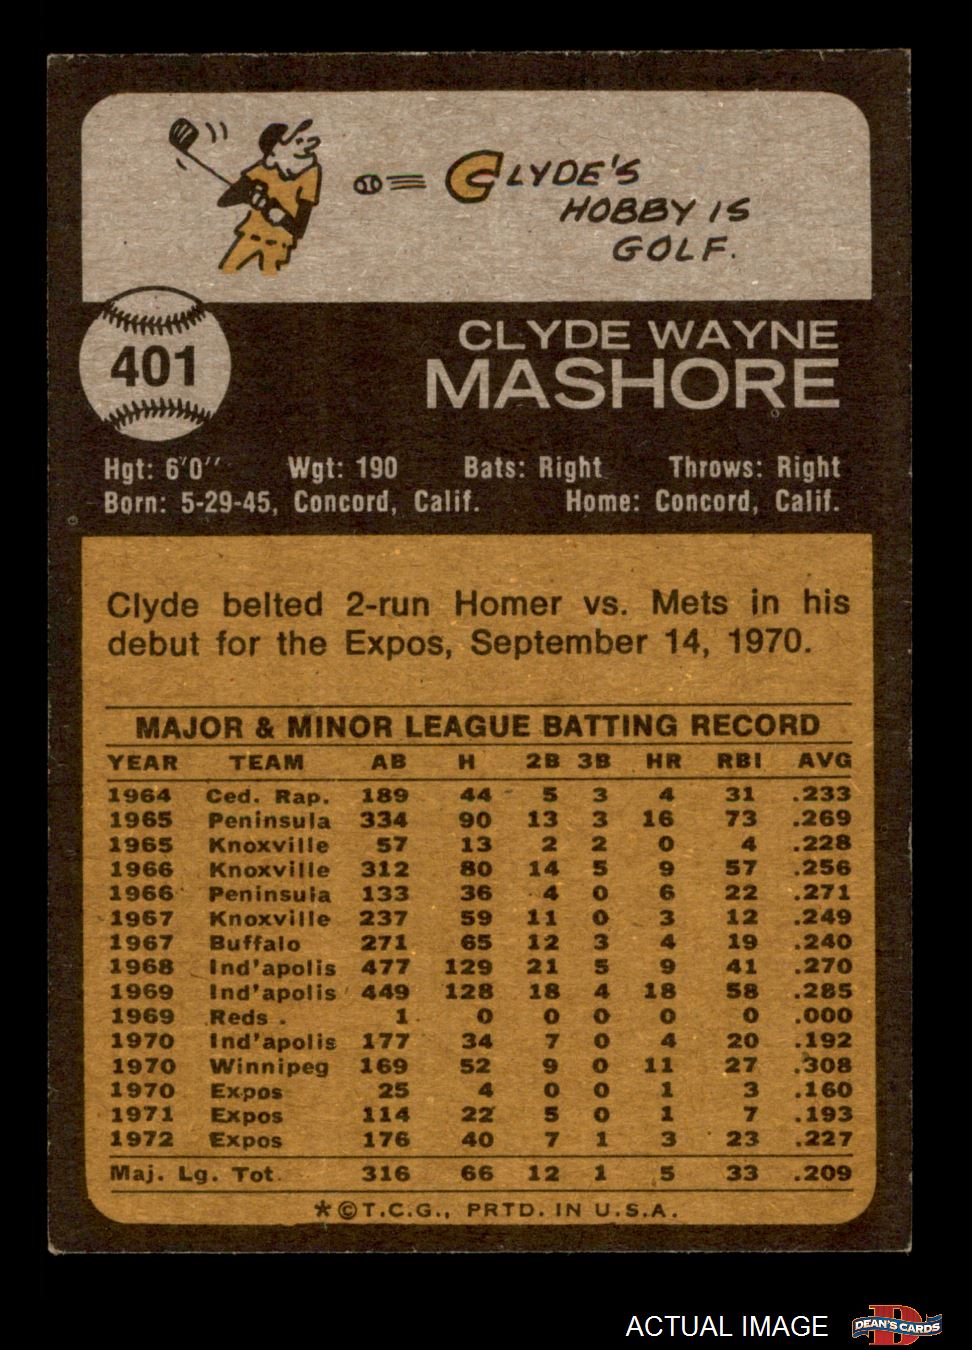 CLYDE'S
HOBBY IS
GOLF.
401
CLYDE WAYNE
MASHORE
Hgt: 6'0'' Wgt: 190 Bats: Right Throws: Right
Born: 5-29-45, Concord, Calif. Home: Concord, Calif.
Clyde belted 2-run Homer vs. Mets in his
debut for the Expos, September 14, 1970.
MAJOR & MINOR LEAGUE BATTING RECORD
YEAR TEAM AB H 2B 3B HR RBI AVG
1964 Ced. Rap. 189 44 5 3 4 31 .233
1965 Peninsula 334 90 13 3 16 73 .269
1965 Knoxville 57 13 2 2 0 4 .228
1966 Knoxville 312 80 14 5 9 57 .256
1966 Peninsula 133 36 4 0 6 22 .271
1967 Knoxville 237 59 11 0 3 12 .249
1967 Buffalo 271 65 12 3 4 19 .240
1968 Ind'apolis 477 129 21 5 9 41 .270
1969 Ind'apolis 449 128 18 4 18 58 .285
1969 Reds 1 0 0 0 0 0 .000
1970 Ind'apolis 177 34 7 0 4 20 .192
1970 Winnipeg 169 52 9 0 11 27 .308
1970 Expos 25 4 0 0 1 3 .160
1971 Expos 114 22 5 0 1 7 .193
1972 Expos 176 40 7 1 3 23 .227
Maj. Lg. Tot. 316 66 12 1 5 33 .209
*©T.C.G., PRTD. IN U.S.A.
ACTUAL IMAGE
D
DEAN'S CARDS